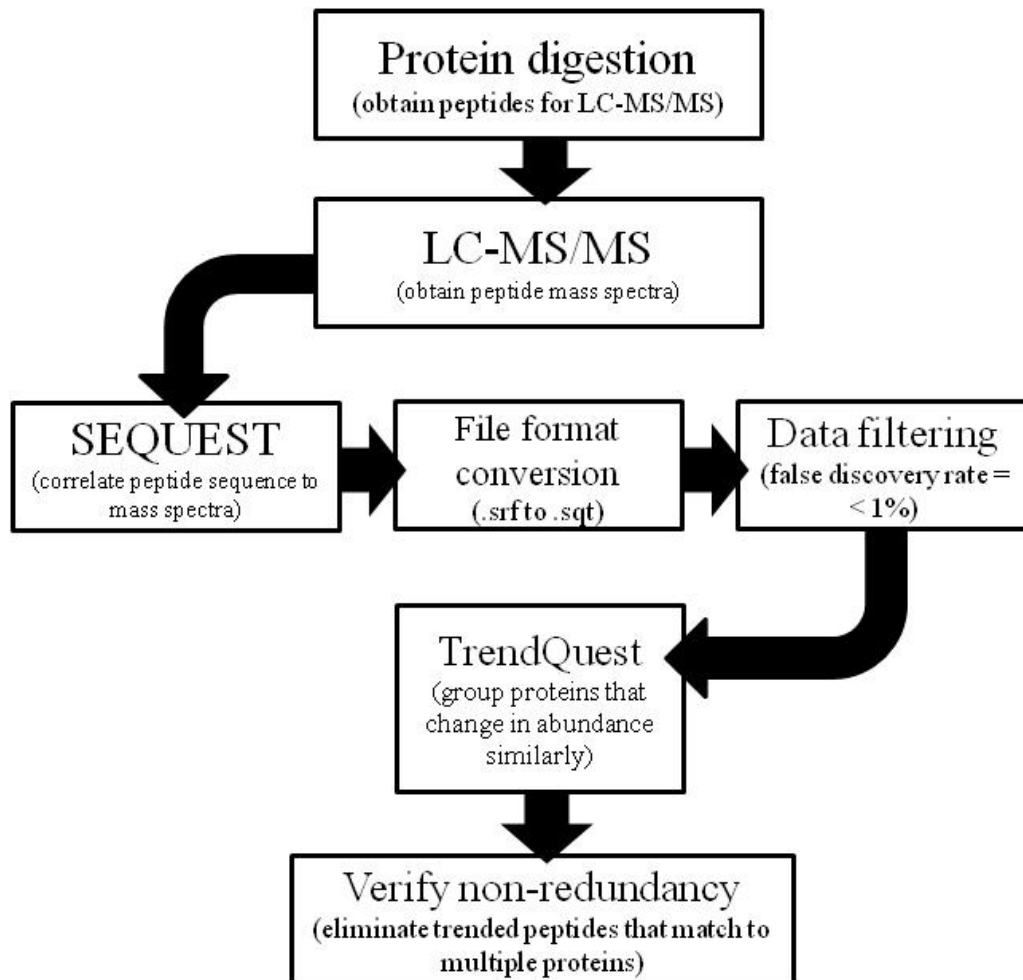 Protein digestion
(obtain peptides for LC-MS/MS)
LC-MS/MS
(obtain peptide mass spectra)
SEQUEST
(correlate peptide sequence to
mass spectra)
File format
conversion
(.srf to .sqt)
Data filtering
(false discovery rate =
< 1%)
TrendQuest
(group proteins that
change in abundance
similarly)
Verify non-redundancy
(eliminate trended peptides that match to
multiple proteins)